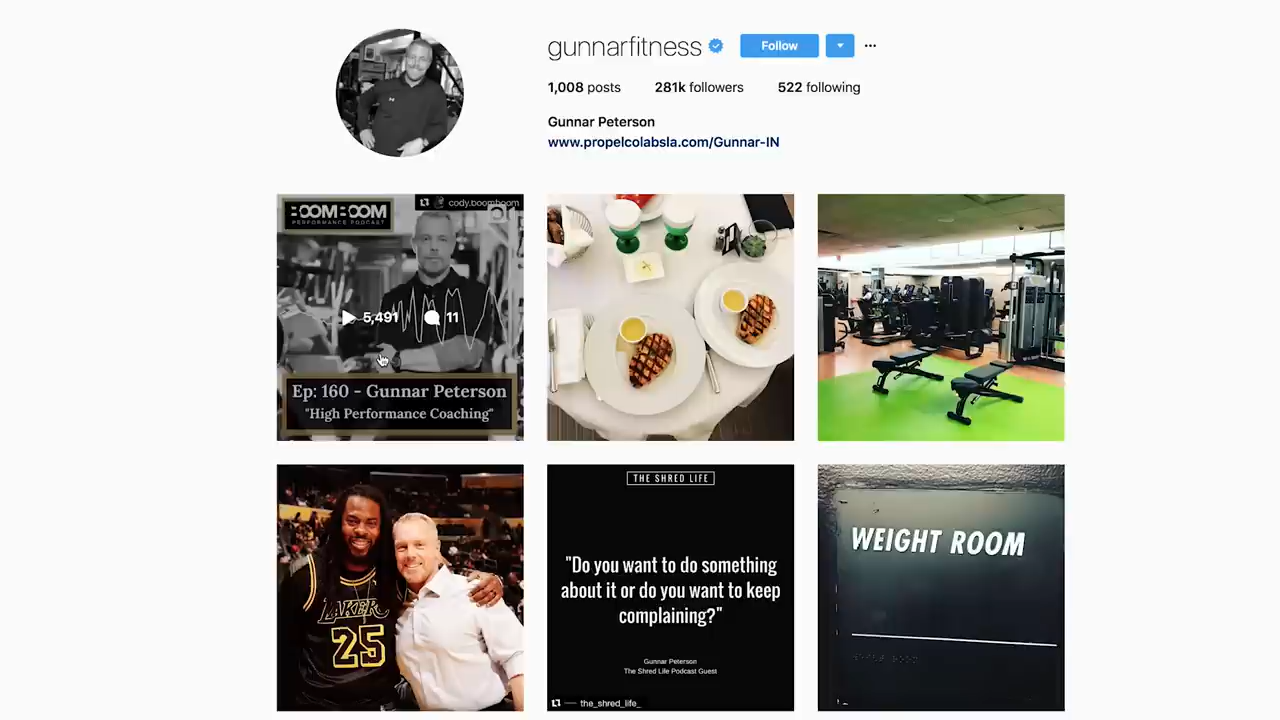 gunnarfitness
Follow
1,008 posts 281k followers 522 following
Gunnar Peterson
www.propelcolabsla.com/Gunnar-IN
cody.boomboom
BOOMBOOM
PERFORMANCE PODCAST
5,491 11
Ep: 160 - Gunnar Peterson
"High Performance Coaching"
LAKERS
25
THE SHRED LIFE
"Do you want to do something
about it or do you want to keep
complaining?"
Gunnar Peterson
The Shred Life Podcast Guest
the_shred_life_
WEIGHT ROOM